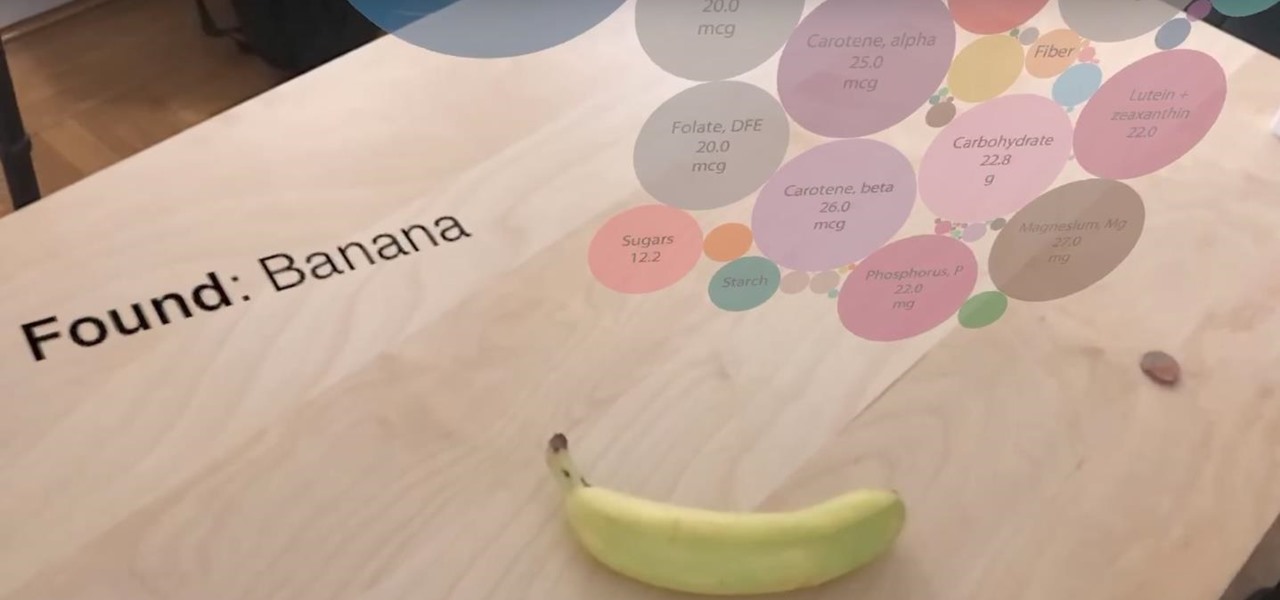 20.0
mcg
Carotene, alpha
25.0
mcg
Fiber
Lutein +
zeaxanthin
22.0
Folate, DFE
20.0
mcg
Carbohydrate
22.8
g
Carotene, beta
26.0
mcg
Magnesium, Mg
27.0
mg
Sugars
12.2
Starch
Phosphorus, P
22.0
mg
Found: Banana